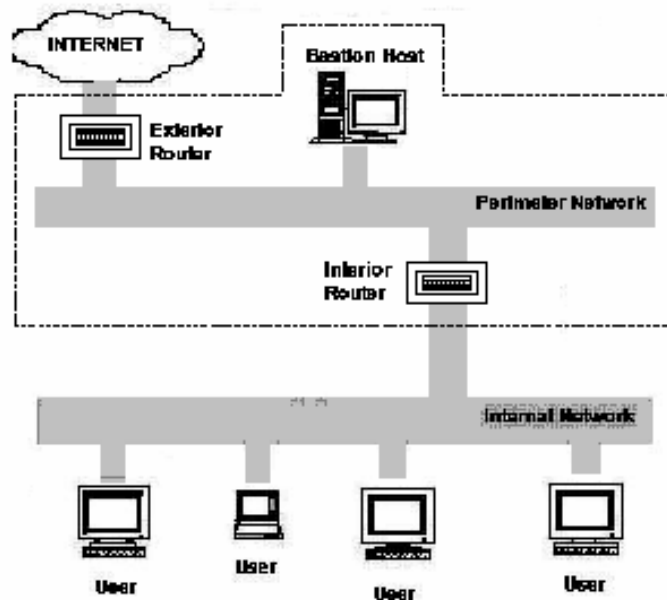 INTERNET
Bastion Host
Exterior
Router
Perimeter Network
Interior
Router
Internal Network
User
User
User
User